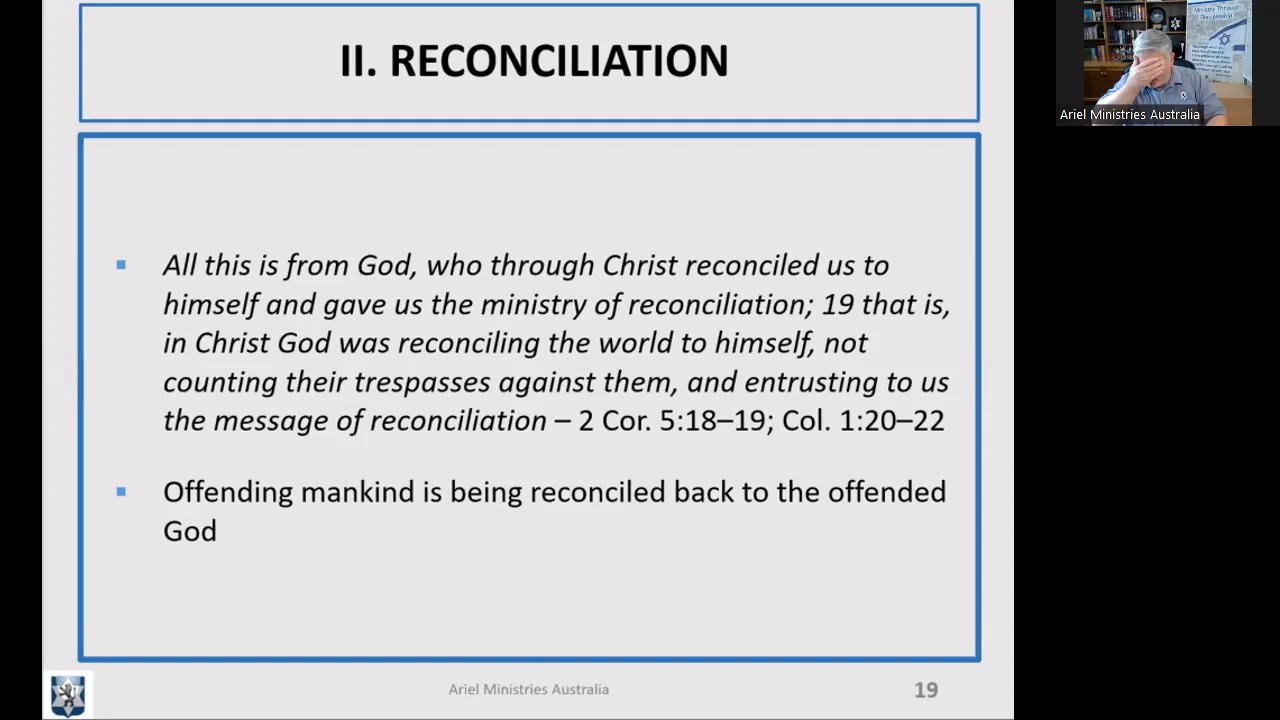 II. RECONCILIATION
All this is from God, who through Christ reconciled us to
himself and gave us the ministry of reconciliation; 19 that is,
in Christ God was reconciling the world to himself, not
counting their trespasses against them, and entrusting to us
the message of reconciliation – 2 Cor. 5:18–19; Col. 1:20–22
Offending mankind is being reconciled back to the offended
God
Ariel Ministries Australia
19
Ministry Through
Discipleship
Ariel Ministries Australia